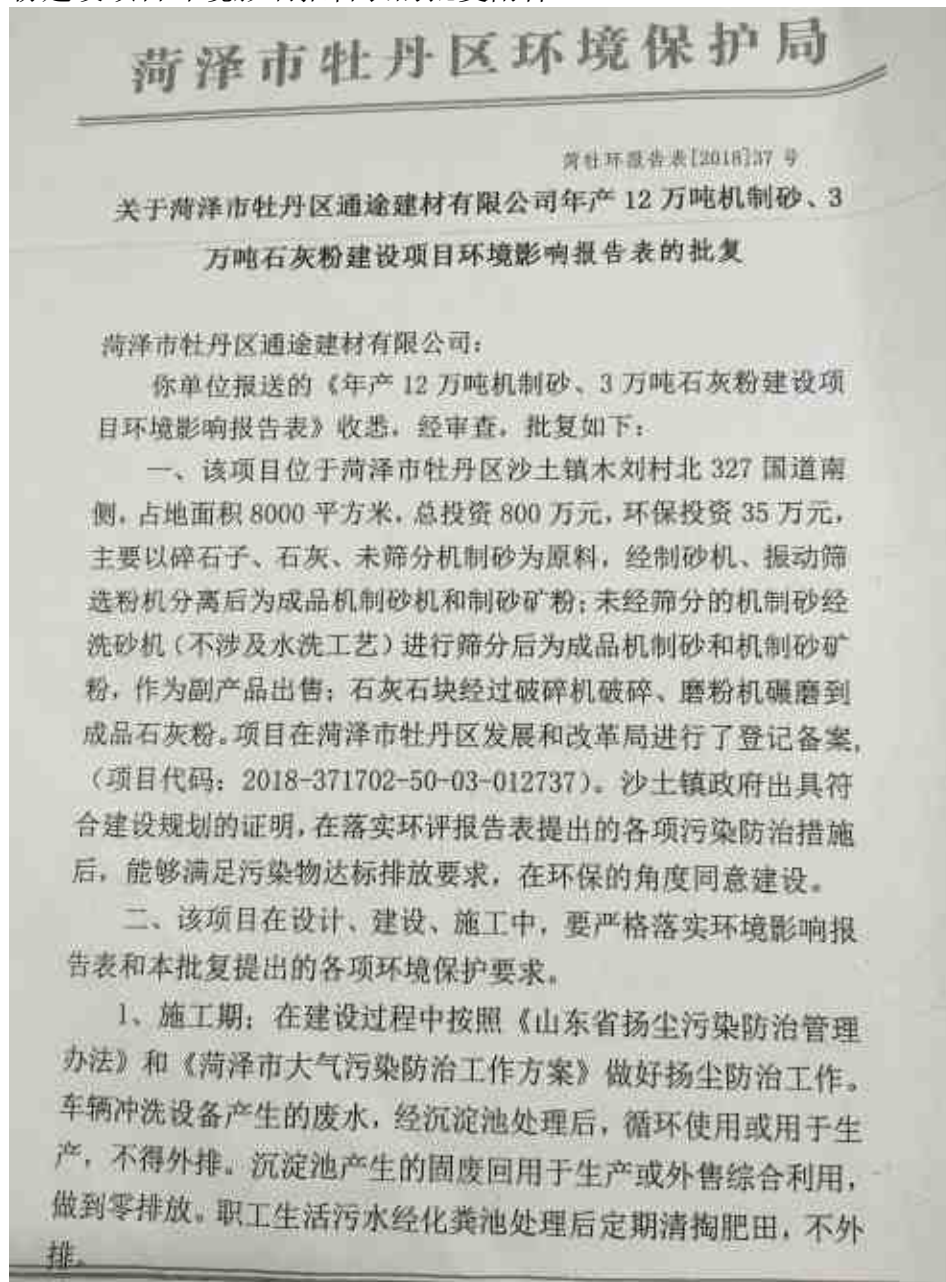 菏泽市牡丹区环境保护局
菏牡环报告表[2018]37 号
关于菏泽市牡丹区通途建材有限公司年产 12 万吨机制砂、3
万吨石灰粉建设项目环境影响报告表的批复
菏泽市牡丹区通途建材有限公司：
你单位报送的《年产 12 万吨机制砂、3 万吨石灰粉建设项
目环境影响报告表》收悉，经审查，批复如下：
一、该项目位于菏泽市牡丹区沙土镇木刘村北 327 国道南
侧，占地面积 8000 平方米，总投资 800 万元，环保投资 35 万元，
主要以碎石子、石灰、未筛分机制砂为原料，经制砂机、振动筛
选粉机分离后为成品机制砂机和制砂矿粉；未经筛分的机制砂经
洗砂机（不涉及水洗工艺）进行筛分后为成品机制砂和机制砂矿
粉，作为副产品出售；石灰石块经过破碎机破碎、磨粉机碾磨到
成品石灰粉。项目在菏泽市牡丹区发展和改革局进行了登记备案，
（项目代码：2018-371702-50-03-012737）。沙土镇政府出具符
合建设规划的证明，在落实环评报告表提出的各项污染防治措施
后，能够满足污染物达标排放要求，在环保的角度同意建设。
二、该项目在设计、建设、施工中，要严格落实环境影响报
告表和本批复提出的各项环境保护要求。
1、施工期：在建设过程中按照《山东省扬尘污染防治管理
办法》和《菏泽市大气污染防治工作方案》做好扬尘防治工作。
车辆冲洗设备产生的废水，经沉淀池处理后，循环使用或用于生
产，不得外排。沉淀池产生的固废回用于生产或外售综合利用，
做到零排放。职工生活污水经化粪池处理后定期清掏肥田，不外
排。